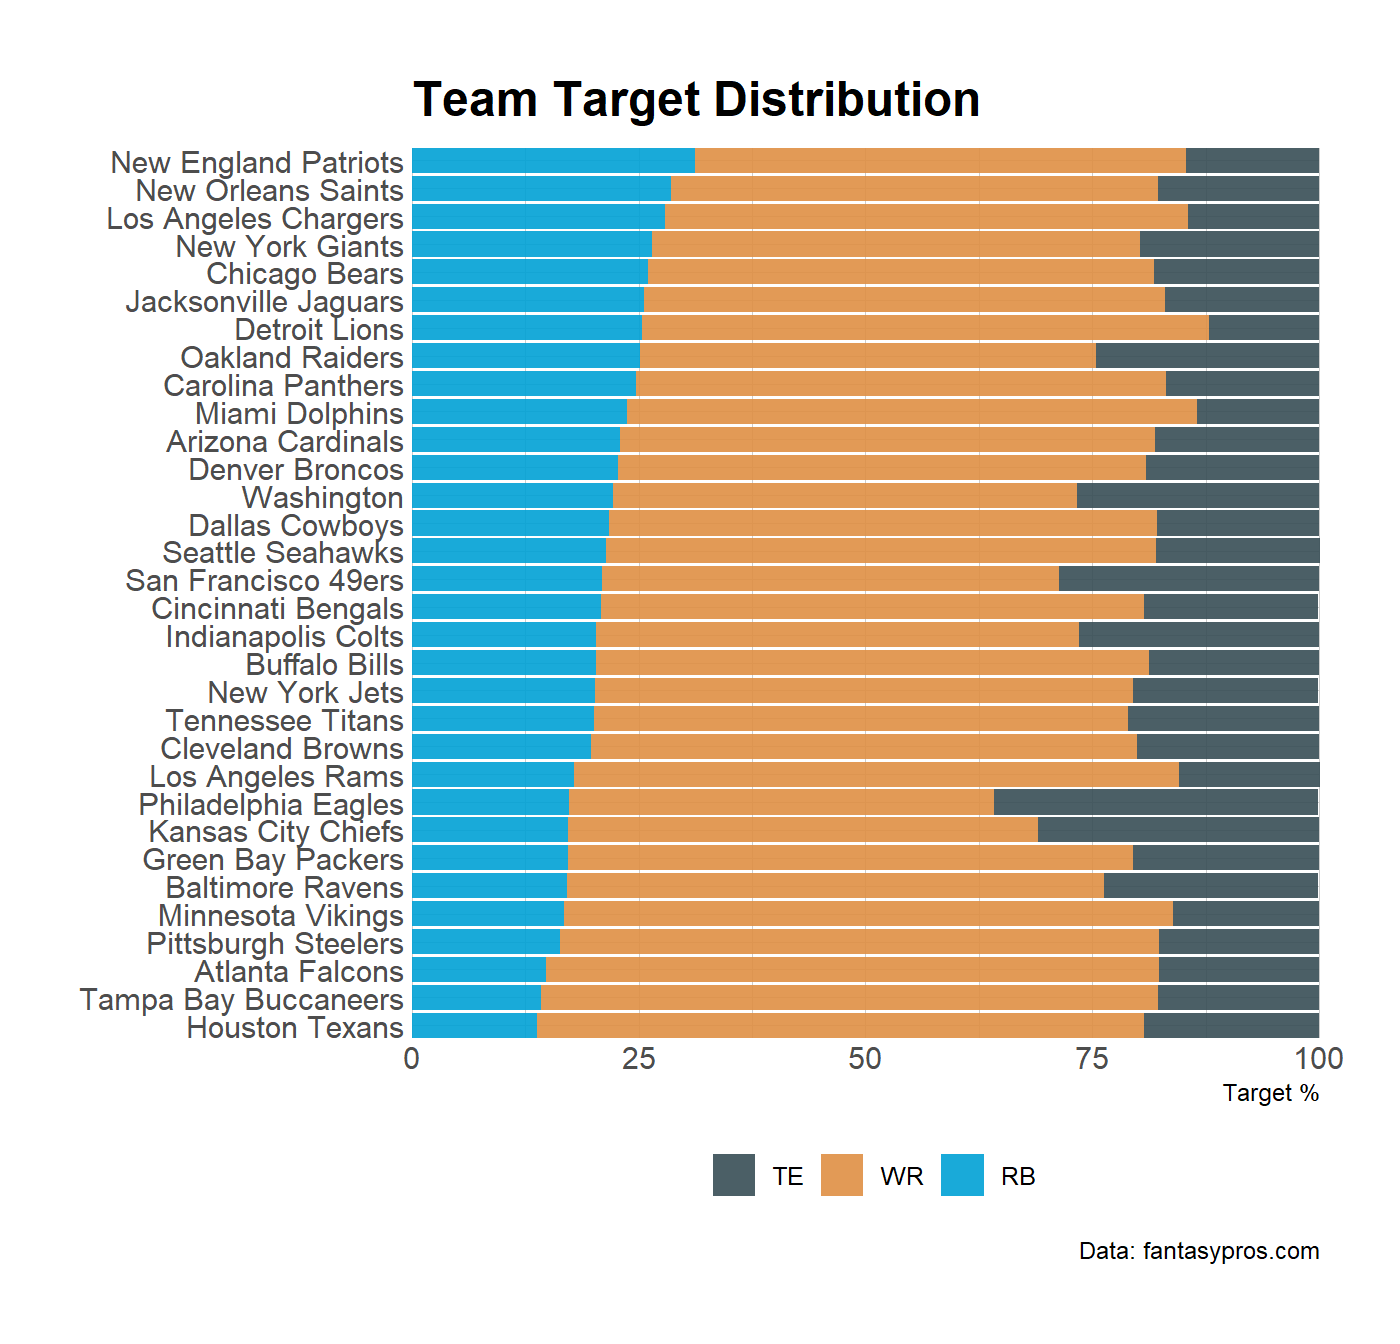 Team Target Distribution
New England Patriots
New Orleans Saints
Los Angeles Chargers
New York Giants
Chicago Bears
Jacksonville Jaguars
Detroit Lions
Oakland Raiders
Carolina Panthers
Miami Dolphins
Arizona Cardinals
Denver Broncos
Washington
Dallas Cowboys
Seattle Seahawks
San Francisco 49ers
Cincinnati Bengals
Indianapolis Colts
Buffalo Bills
New York Jets
Tennessee Titans
Cleveland Browns
Los Angeles Rams
Philadelphia Eagles
Kansas City Chiefs
Green Bay Packers
Baltimore Ravens
Minnesota Vikings
Pittsburgh Steelers
Atlanta Falcons
Tampa Bay Buccaneers
Houston Texans
0 25 50 75 100
Target %
TE WR RB
Data: fantasypros.com